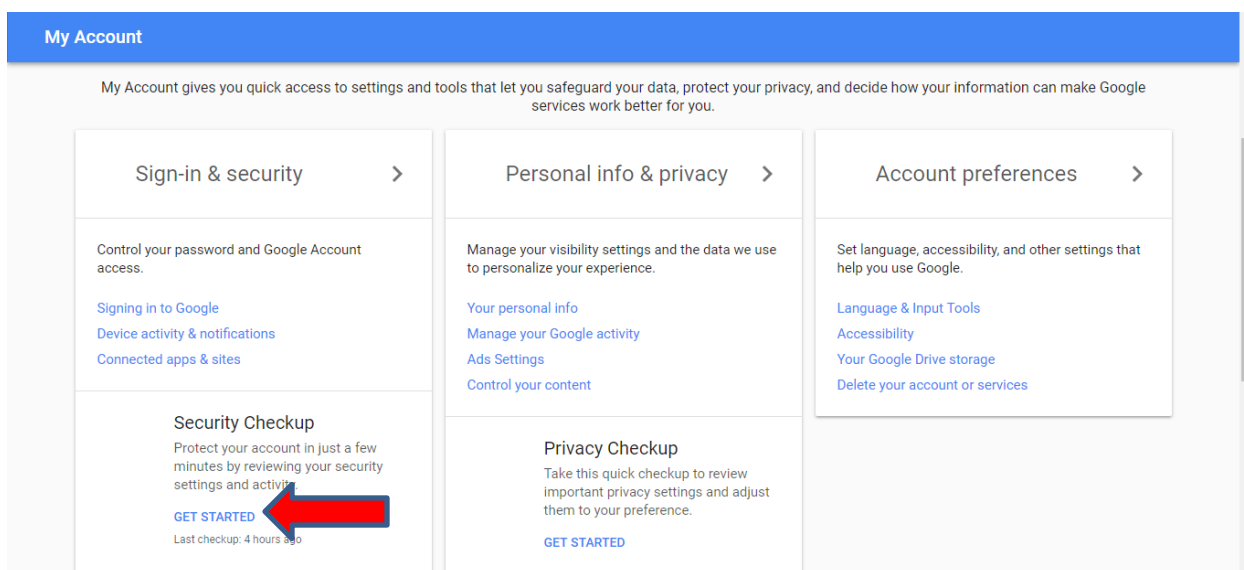 My Account
My Account gives you quick access to settings and tools that let you safeguard your data, protect your privacy, and decide how your information can make Google
services work better for you.
Sign-in & security
Control your password and Google Account
access.
Signing in to Google
Device activity & notifications
Connected apps & sites
Security Checkup
Protect your account in just a few
minutes by reviewing your security
settings and activity.
GET STARTED
Last checkup: 4 hours ago
Personal info & privacy
Manage your visibility settings and the data we use
to personalize your experience.
Your personal info
Manage your Google activity
Ads Settings
Control your content
Privacy Checkup
Take this quick checkup to review
important privacy settings and adjust
them to your preference.
GET STARTED
Account preferences
Set language, accessibility, and other settings that
help you use Google.
Language & Input Tools
Accessibility
Your Google Drive storage
Delete your account or services